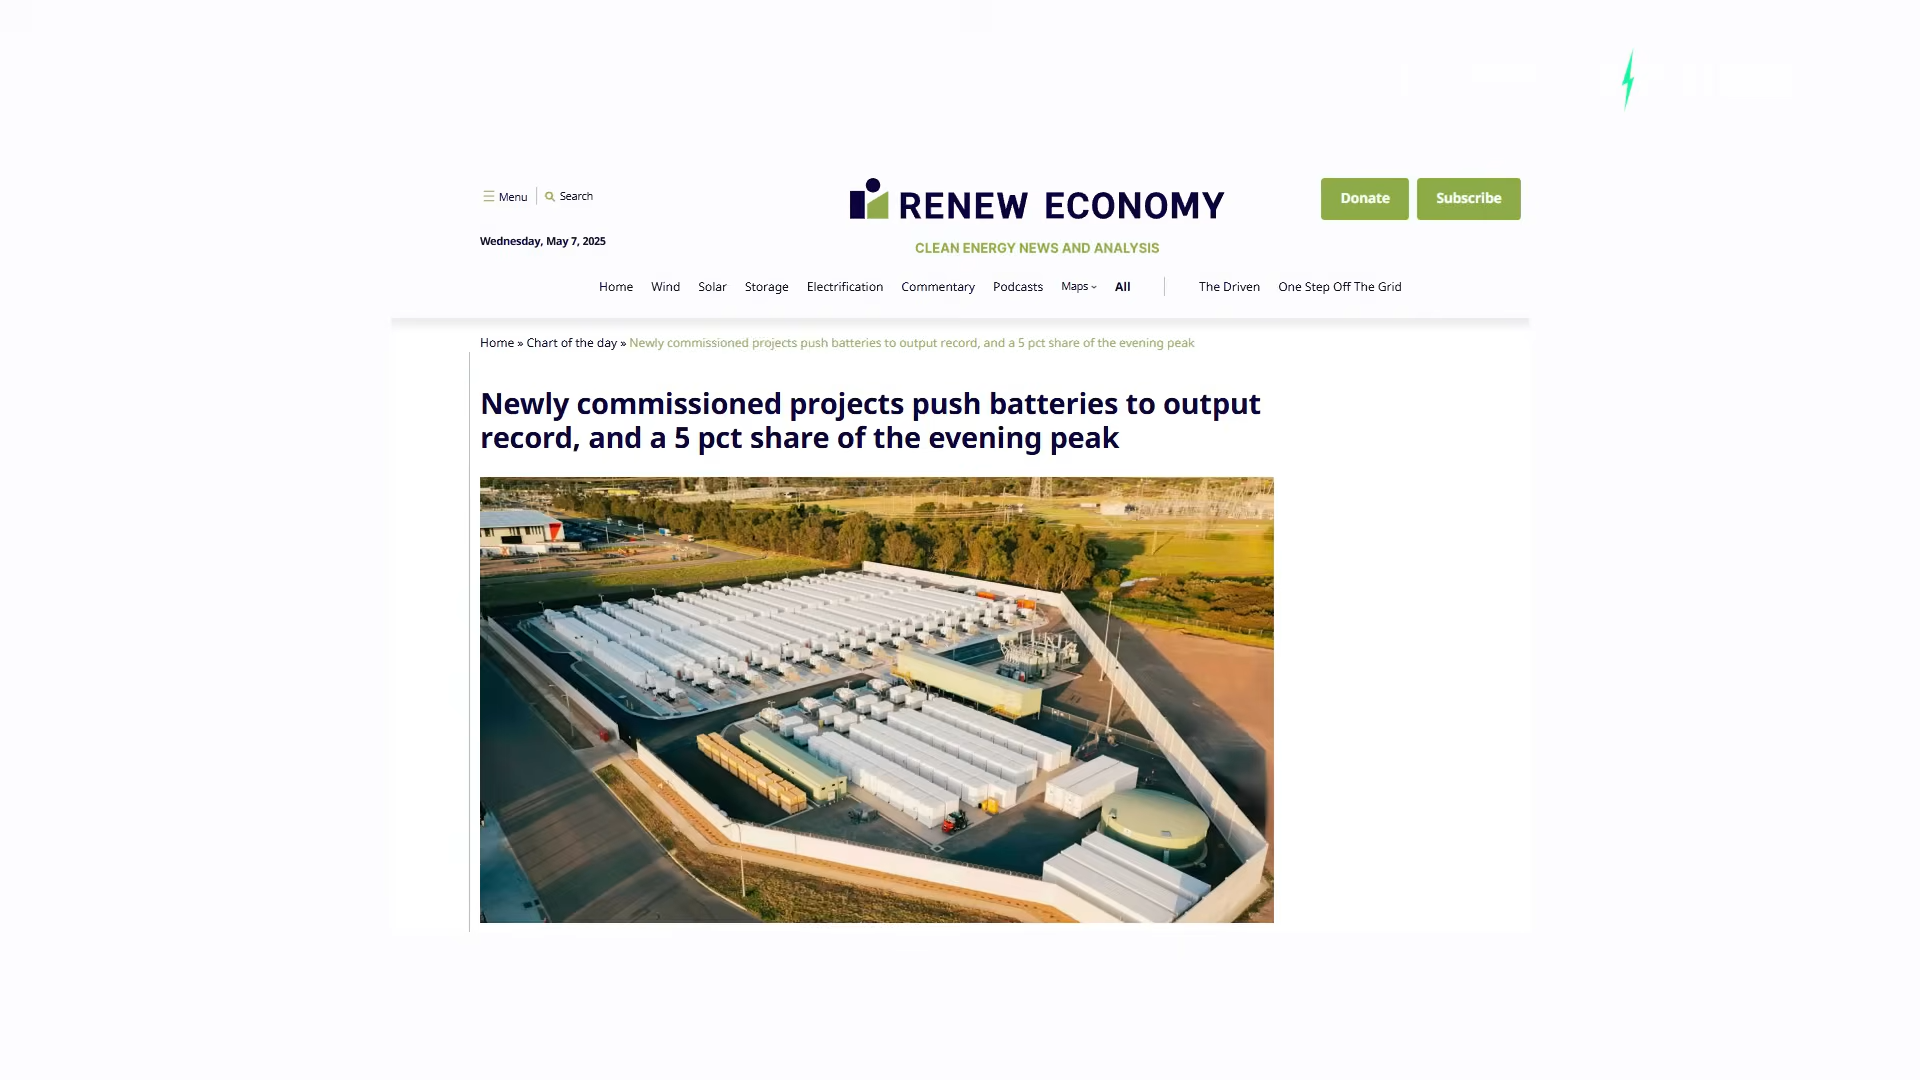 Menu
Search
RENEW ECONOMY
Donate
Subscribe
Wednesday, May 7, 2025
CLEAN ENERGY NEWS AND ANALYSIS
Home Wind Solar Storage Electrification Commentary Podcasts Maps All The Driven One Step Off The Grid
Home » Chart of the day » Newly commissioned projects push batteries to output record, and a 5 pct share of the evening peak
Newly commissioned projects push batteries to output
record, and a 5 pct share of the evening peak